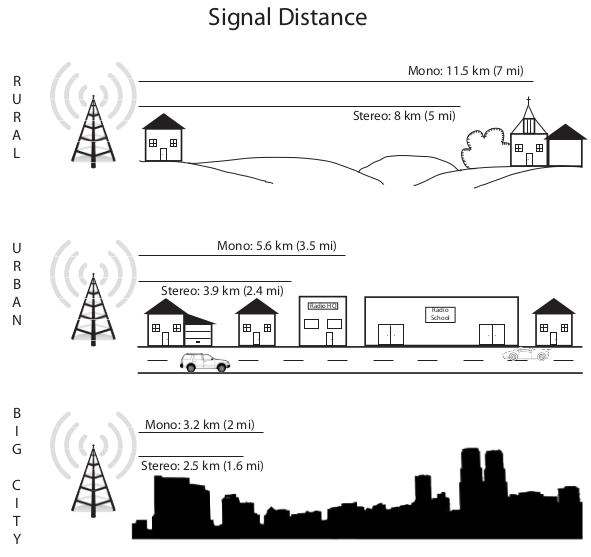 Signal Distance
RURAL
Mono: 11.5 km (7 mi)
Stereo: 8 km (5 mi)
URBAN
Mono: 5.6 km (3.5 mi)
Stereo: 3.9 km (2.4 mi)
Radio HQ
Radio
School
BIG CITY
Mono: 3.2 km (2 mi)
Stereo: 2.5 km (1.6 mi)